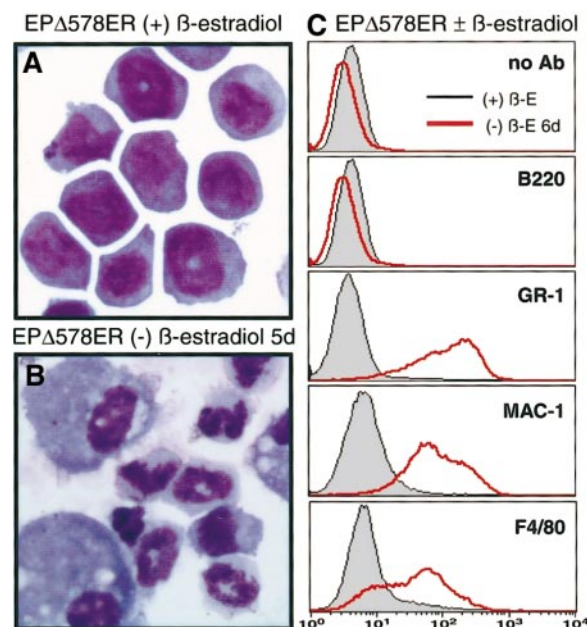 EPΔ578ER (+) ß-estradiol
A
EPΔ578ER (-) ß-estradiol 5d
B
C EPΔ578ER ± ß-estradiol
no Ab
(+) ß-E
(-) ß-E 6d
B220
GR-1
MAC-1
F4/80
10⁰ 10¹ 10² 10³ 10⁴